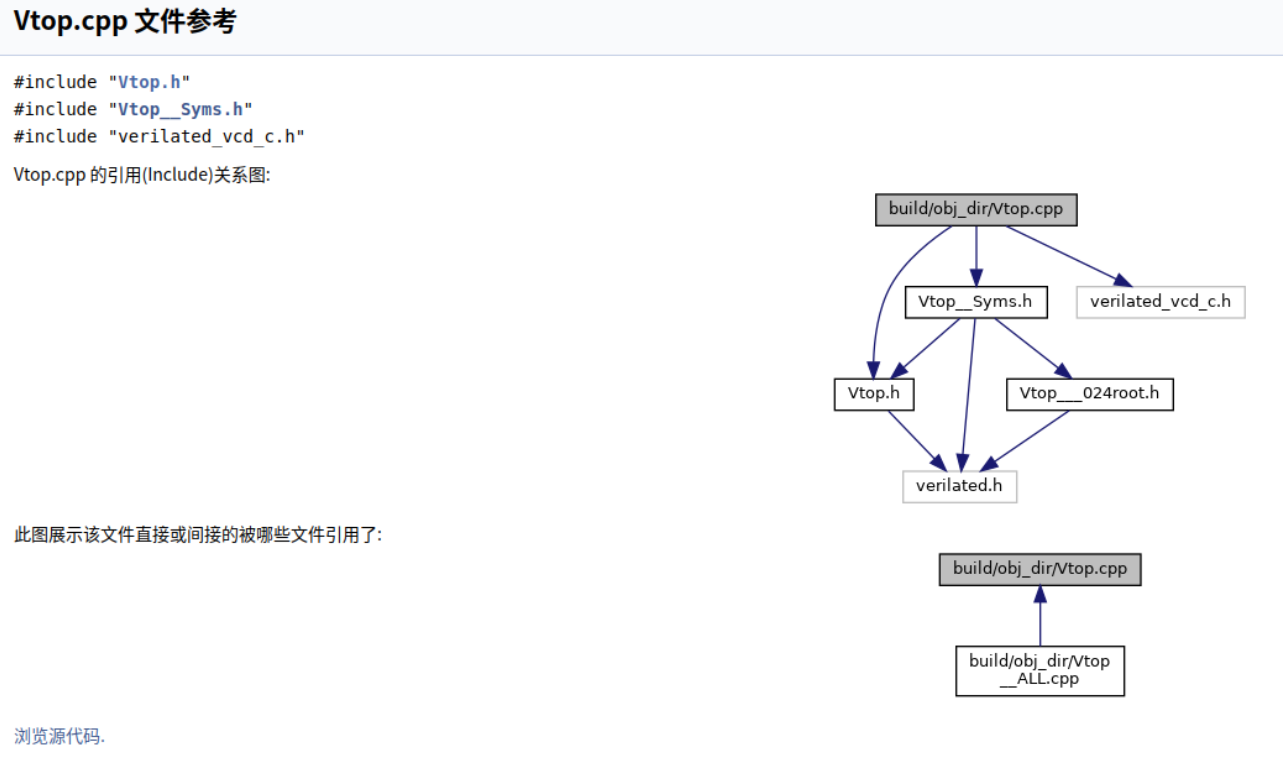 Vtop.cpp 文件参考
#include "Vtop.h"
#include "Vtop__Syms.h"
#include "verilated_vcd_c.h"
Vtop.cpp 的引用(Include)关系图:
build/obj_dir/Vtop.cpp
Vtop__Syms.h
verilated_vcd_c.h
Vtop.h
Vtop___024root.h
verilated.h
此图展示该文件直接或间接的被哪些文件引用了:
build/obj_dir/Vtop.cpp
build/obj_dir/Vtop
__ALL.cpp
浏览源代码.